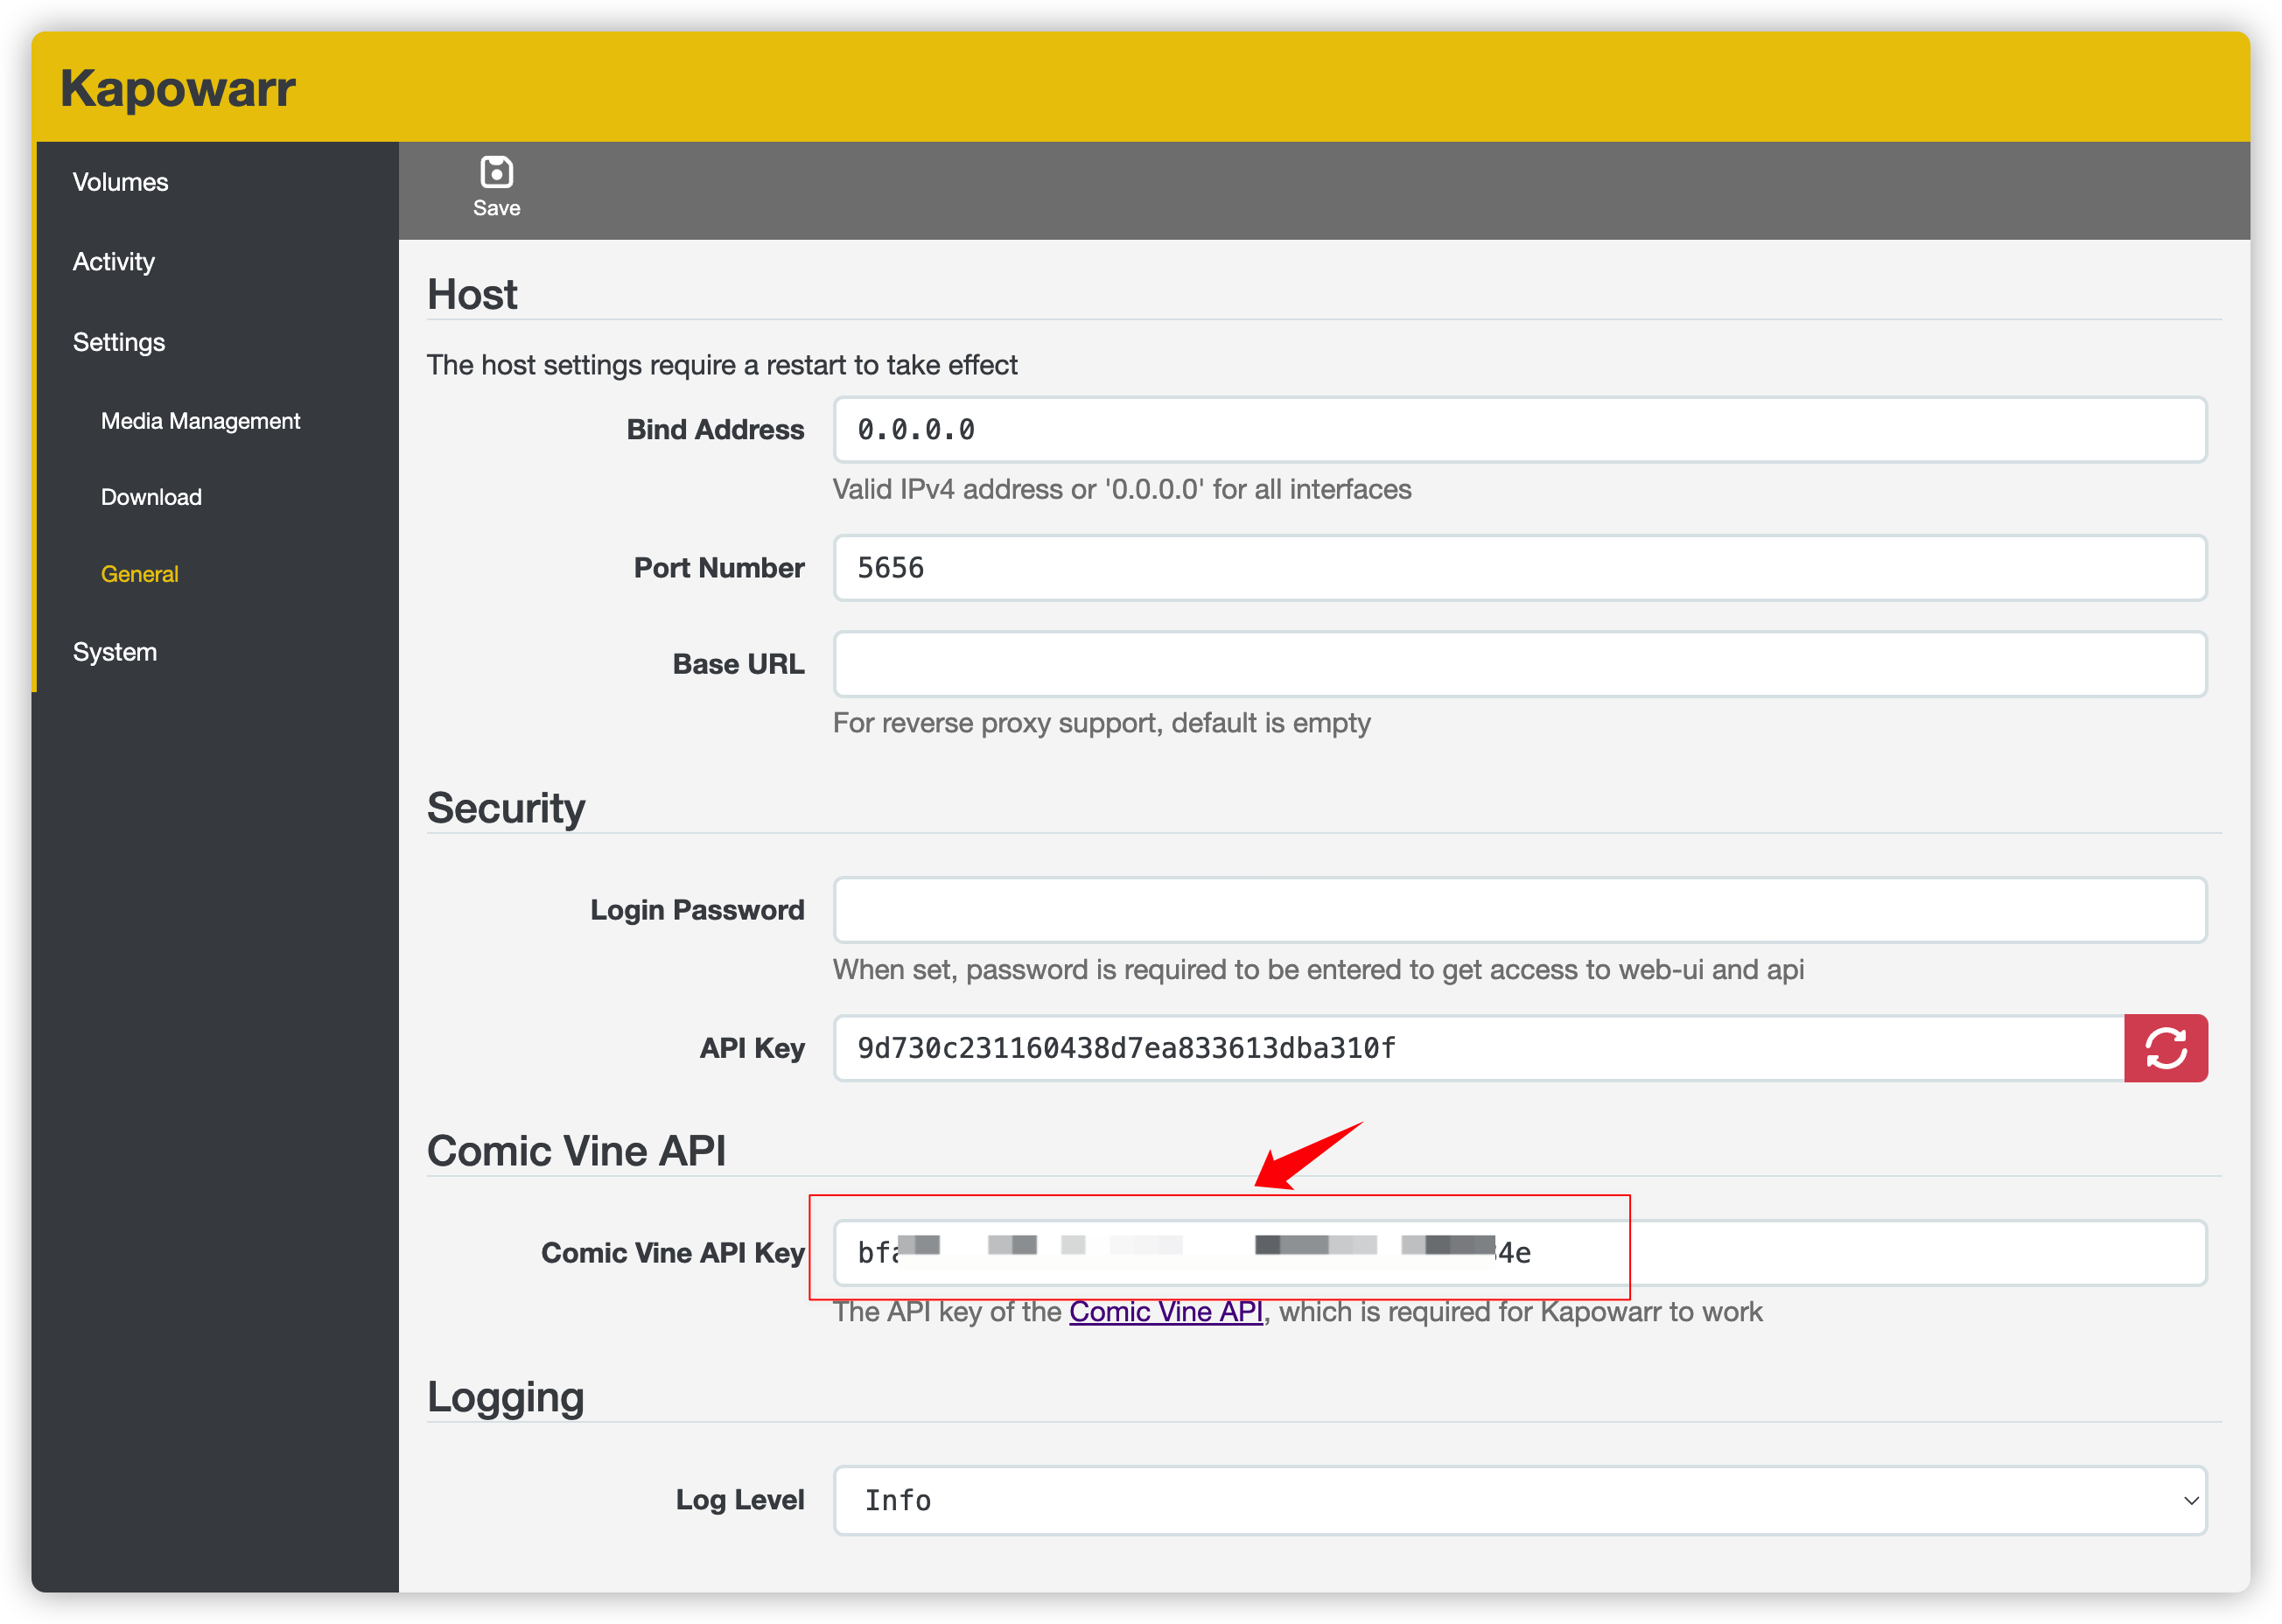 Kapowarr
Volumes
Activity
Settings
Media Management
Download
General
System
Save
Host
The host settings require a restart to take effect
Bind Address
0.0.0.0
Valid IPv4 address or '0.0.0.0' for all interfaces
Port Number
5656
Base URL
For reverse proxy support, default is empty
Security
Login Password
When set, password is required to be entered to get access to web-ui and api
API Key
9d730c231160438d7ea833613dba310f
Comic Vine API
Comic Vine API Key
The API key of the Comic Vine API, which is required for Kapowarr to work
Logging
Log Level
Info